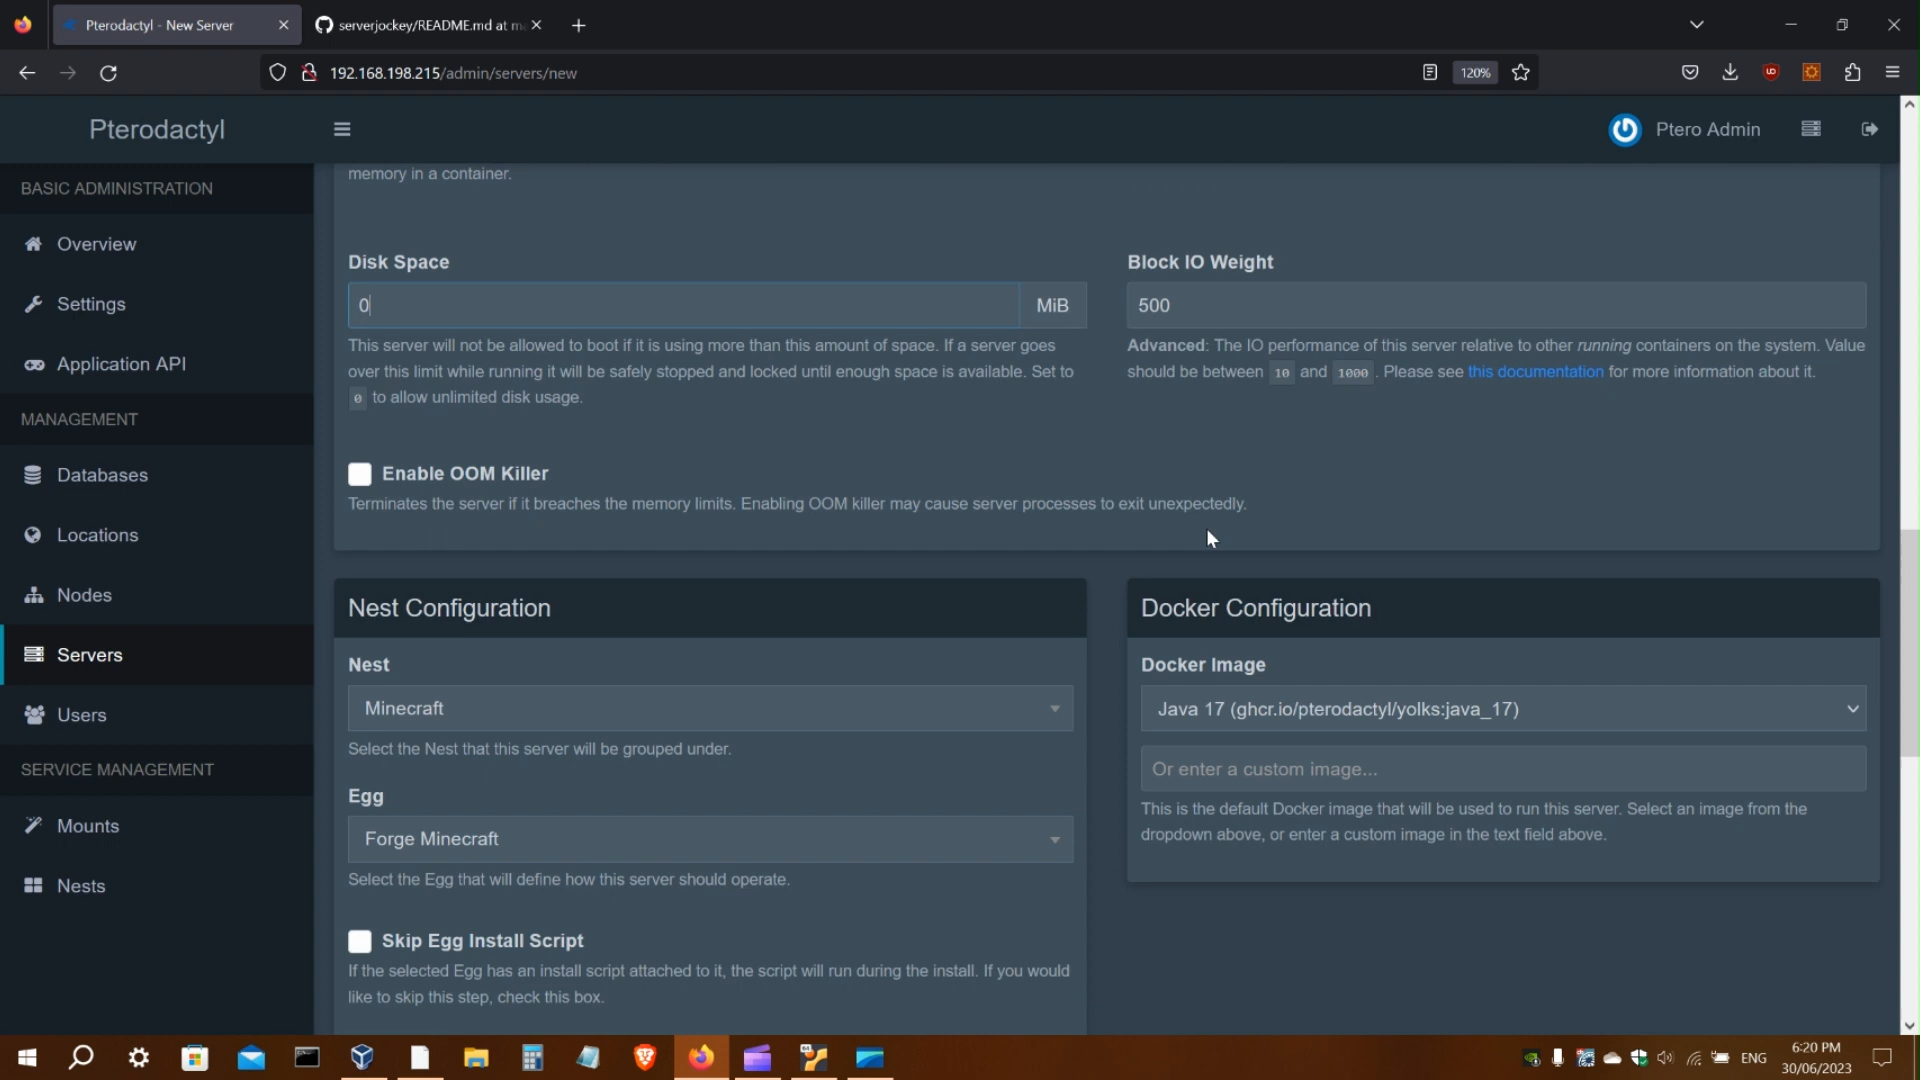 Pterodactyl - New Server
serverjockey/README.md at m
192.168.198.215/admin/servers/new
120%
Pterodactyl
Ptero Admin
BASIC ADMINISTRATION
Overview
Settings
Application API
MANAGEMENT
Databases
Locations
Nodes
Servers
Users
SERVICE MANAGEMENT
Mounts
Nests
memory in a container.
Disk Space
0
MiB
This server will not be allowed to boot if it is using more than this amount of space. If a server goes
over this limit while running it will be safely stopped and locked until enough space is available. Set to
0 to allow unlimited disk usage.
Block IO Weight
500
Advanced: The IO performance of this server relative to other running containers on the system. Value
should be between 10 and 1000 . Please see this documentation for more information about it.
Enable OOM Killer
Terminates the server if it breaches the memory limits. Enabling OOM killer may cause server processes to exit unexpectedly.
Nest Configuration
Nest
Minecraft
Select the Nest that this server will be grouped under.
Egg
Forge Minecraft
Select the Egg that will define how this server should operate.
Skip Egg Install Script
If the selected Egg has an install script attached to it, the script will run during the install. If you would
like to skip this step, check this box.
Docker Configuration
Docker Image
Java 17 (ghcr.io/pterodactyl/yolks:java_17)
Or enter a custom image...
This is the default Docker image that will be used to run this server. Select an image from the
dropdown above, or enter a custom image in the text field above.
ENG
6:20 PM
30/06/2023